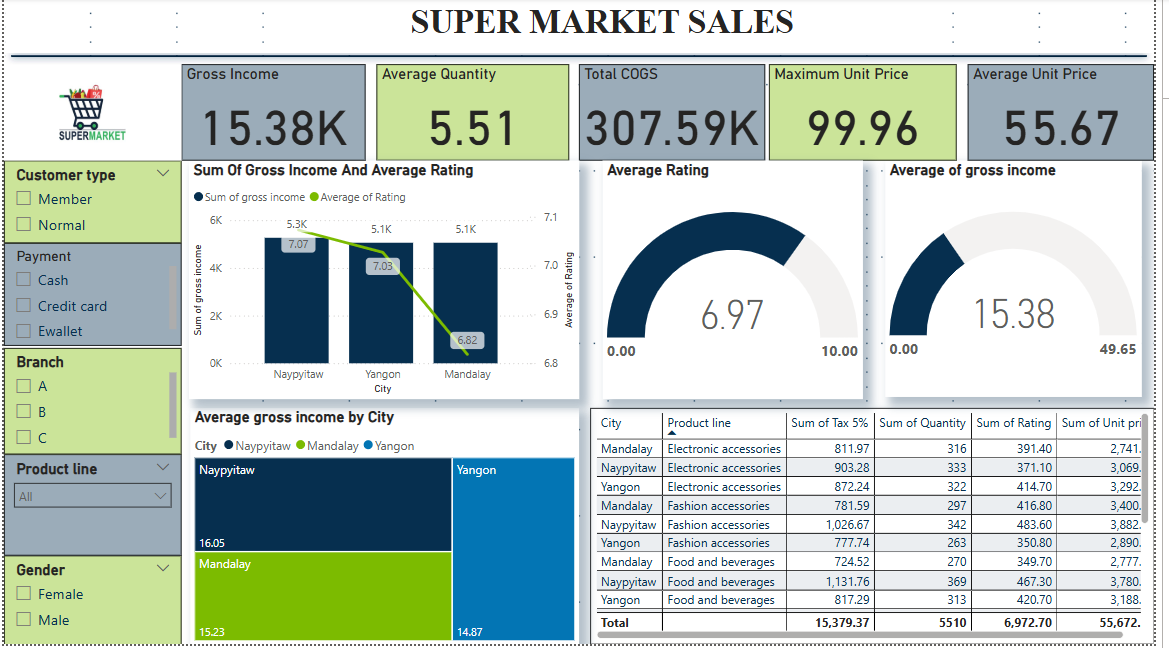 SUPER MARKET SALES
SUPERMARKET
Gross Income
15.38K
Average Quantity
5.51
Total COGS
307.59K
Maximum Unit Price
99.96
Average Unit Price
55.67
Customer type
Member
Normal
Payment
Cash
Credit card
Ewallet
Branch
A
B
C
Product line
All
Gender
Female
Male
Sum Of Gross Income And Average Rating
Sum of gross income Average of Rating
6K
4K
2K
0K
Sum of gross income
5.3K
5.1K
5.1K
7.07
7.03
6.82
7.1
7.0
6.9
6.8
Average of Rating
Naypyitaw Yangon Mandalay
City
Average Rating
6.97
0.00 10.00
Average of gross income
15.38
0.00 49.65
Average gross income by City
City Naypyitaw Mandalay Yangon
Naypyitaw
16.05
Mandalay
15.23
Yangon
14.87
City Product line Sum of Tax 5% Sum of Quantity Sum of Rating Sum of Unit pri
Mandalay Electronic accessories 811.97 316 391.40 2,741.
Naypyitaw Electronic accessories 903.28 333 371.10 3,069.
Yangon Electronic accessories 872.24 322 414.70 3,292.
Mandalay Fashion accessories 781.59 297 416.80 3,400.
Naypyitaw Fashion accessories 1,026.67 342 483.60 3,882.
Yangon Fashion accessories 777.74 263 350.80 2,890.
Mandalay Food and beverages 724.52 270 349.70 2,777.
Naypyitaw Food and beverages 1,131.76 369 467.30 3,780.
Yangon Food and beverages 817.29 313 420.70 3,188.
Total 15,379.37 5510 6,972.70 55,672.